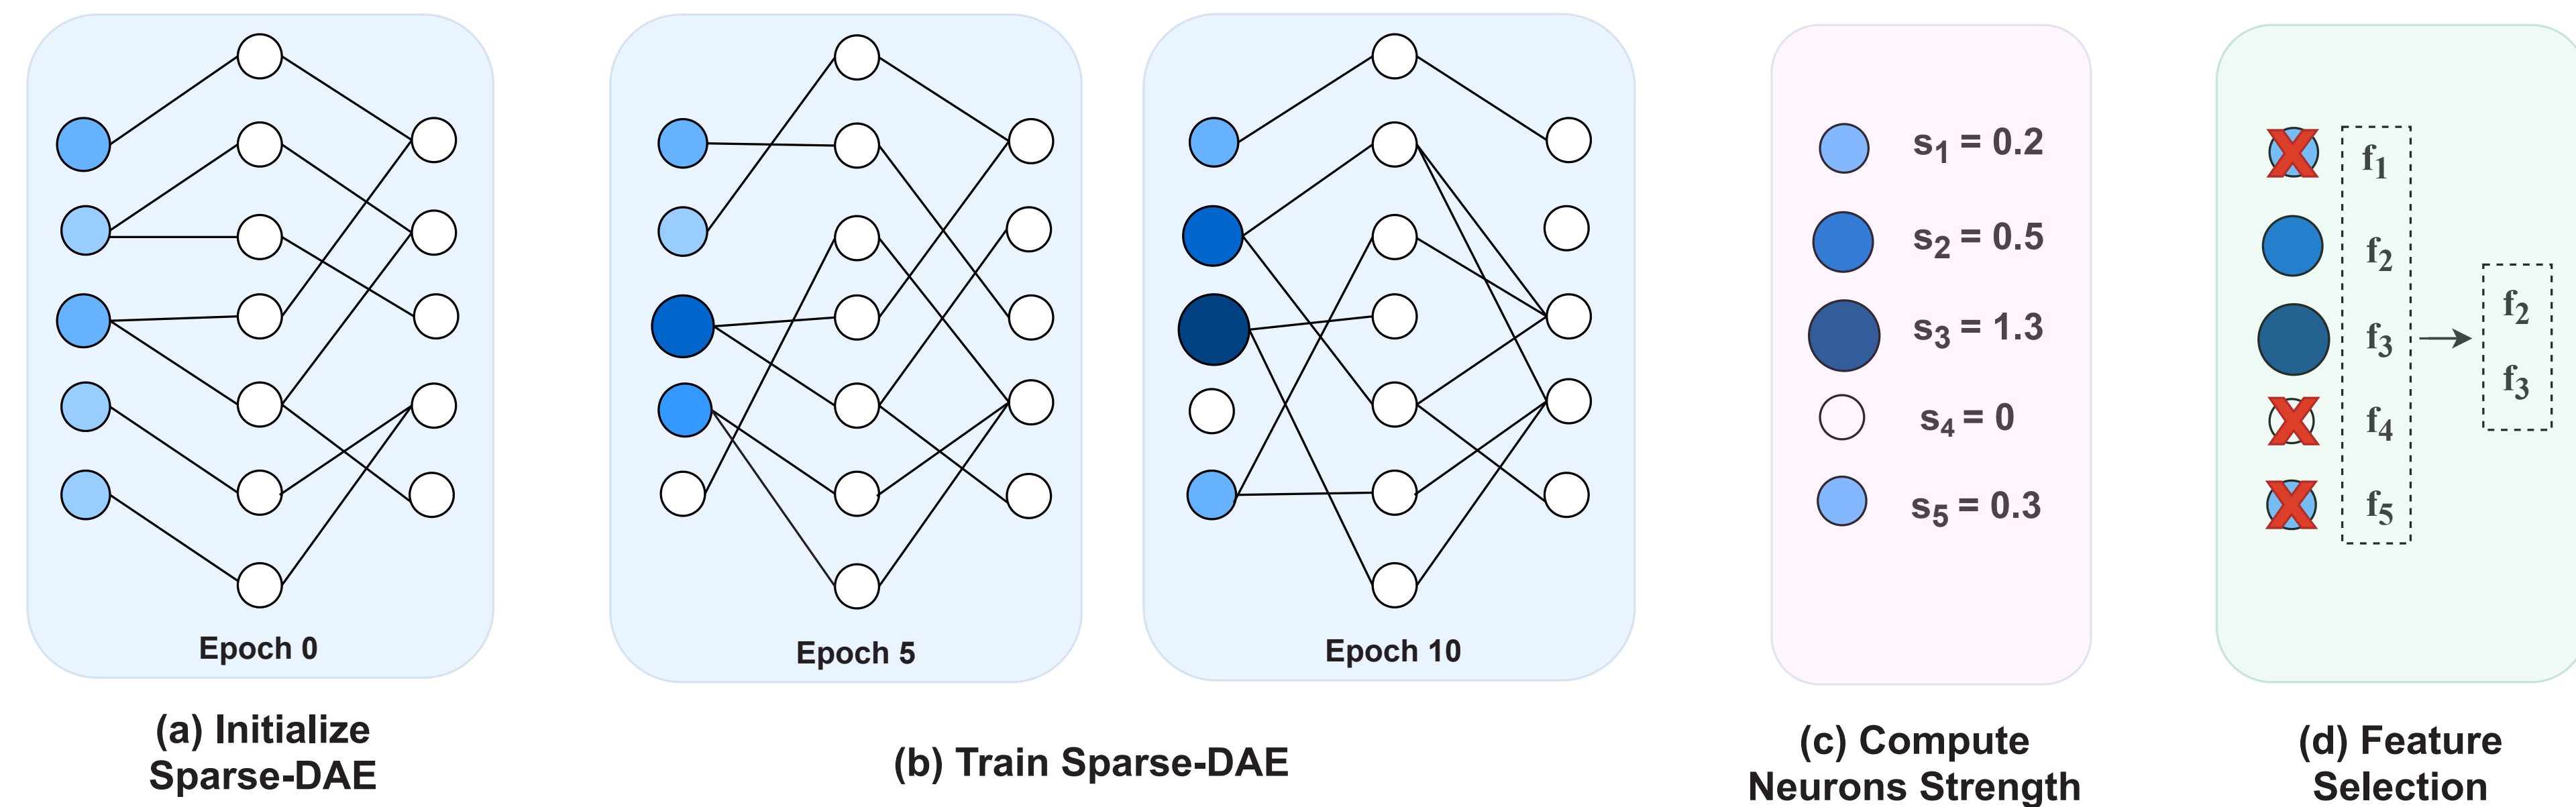 Epoch 0
(a) Initialize
Sparse-DAE
Epoch 5
Epoch 10
(b) Train Sparse-DAE
s1 = 0.2
s2 = 0.5
s3 = 1.3
s4 = 0
s5 = 0.3
(c) Compute
Neurons Strength
f1
f2
f3
f4
f5
f2
f3
(d) Feature
Selection